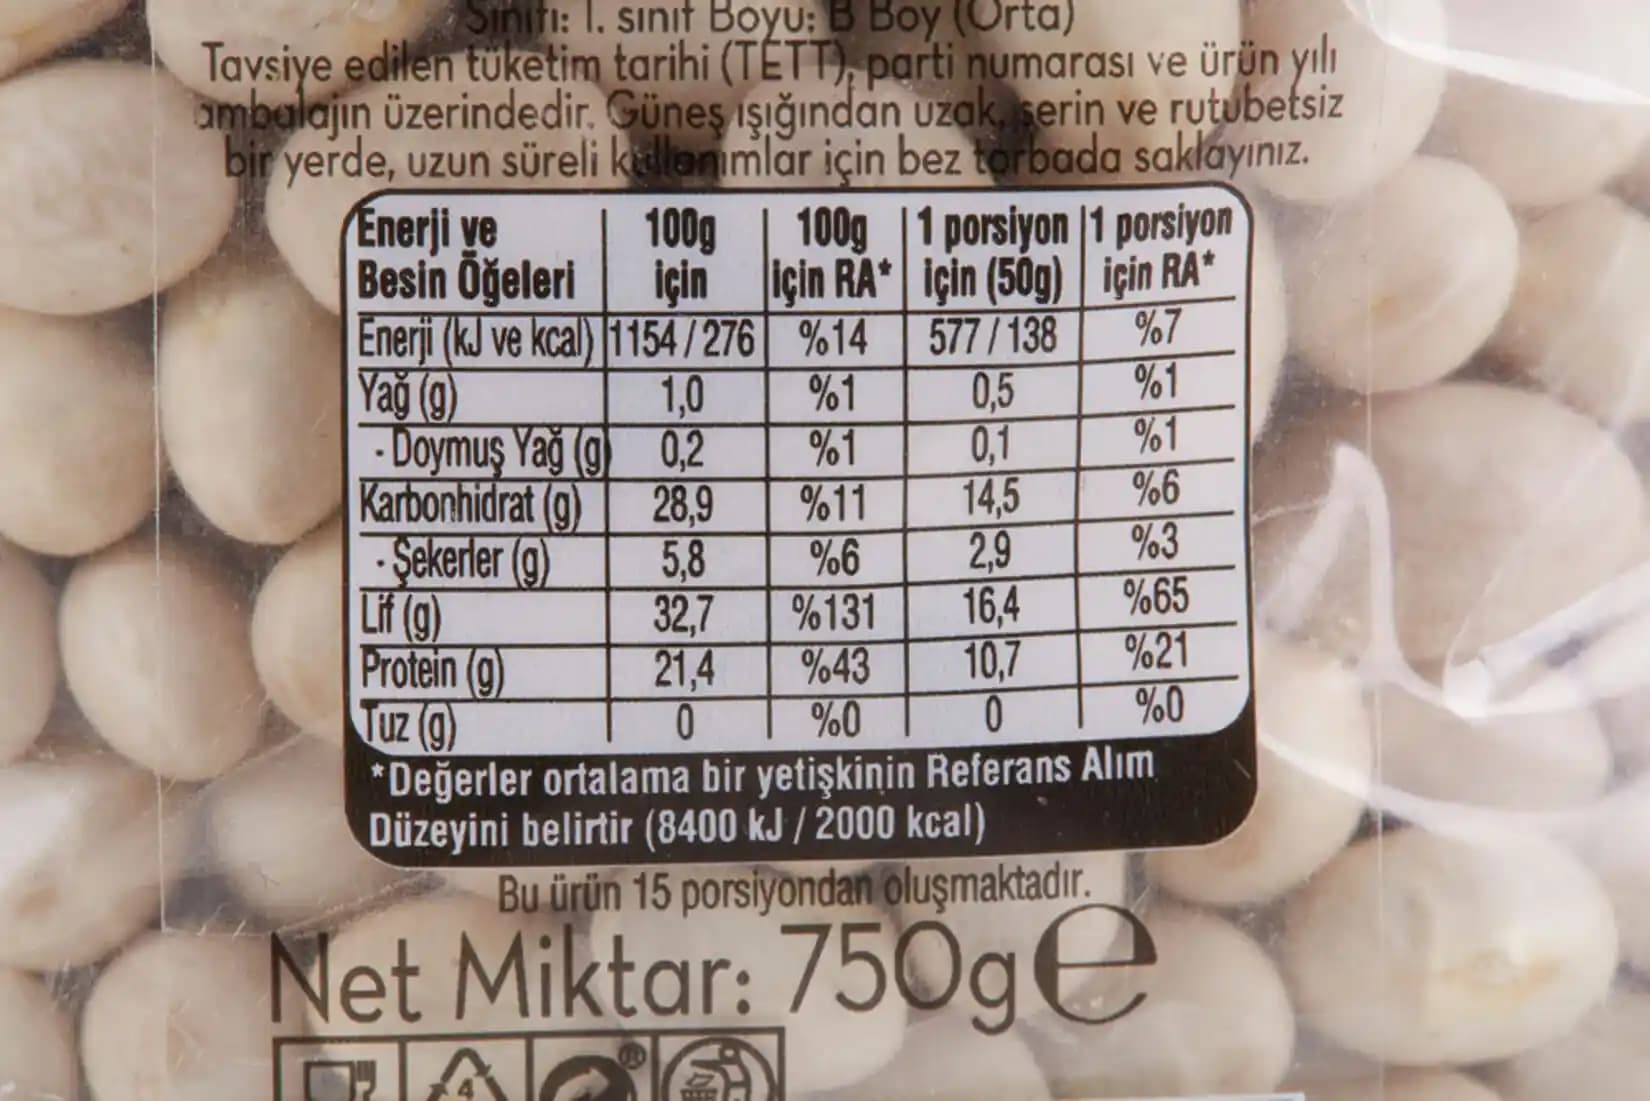 Sınıfı: 1. sınıf Boyu: B Boy (Orta)
Tavsiye edilen tüketim tarihi (TETT), parti numarası ve ürün yılı
ambalajın üzerindedir. Güneş ışığından uzak, serin ve rutubetsiz
bir yerde, uzun süreli kullanımlar için bez torbada saklayınız.
Enerji ve Besin Öğeleri 100g için 100g için RA* 1 porsiyon için (50g) 1 porsiyon için RA*
Enerji (kJ ve kcal) 1154 / 276 %14 577 / 138 %7
Yağ (g) 1,0 %1 0,5 %1
- Doymuş Yağ (g) 0,2 %1 0,1 %1
Karbonhidrat (g) 28,9 %11 14,5 %6
- Şekerler (g) 5,8 %6 2,9 %3
Lif (g) 32,7 %131 16,4 %65
Protein (g) 21,4 %43 10,7 %21
Tuz (g) 0 %0 0 %0
*Değerler ortalama bir yetişkinin Referans Alım
Düzeyini belirtir (8400 kJ / 2000 kcal)
Bu ürün 15 porsiyondan oluşmaktadır.
Net Miktar: 750g e
4 ®